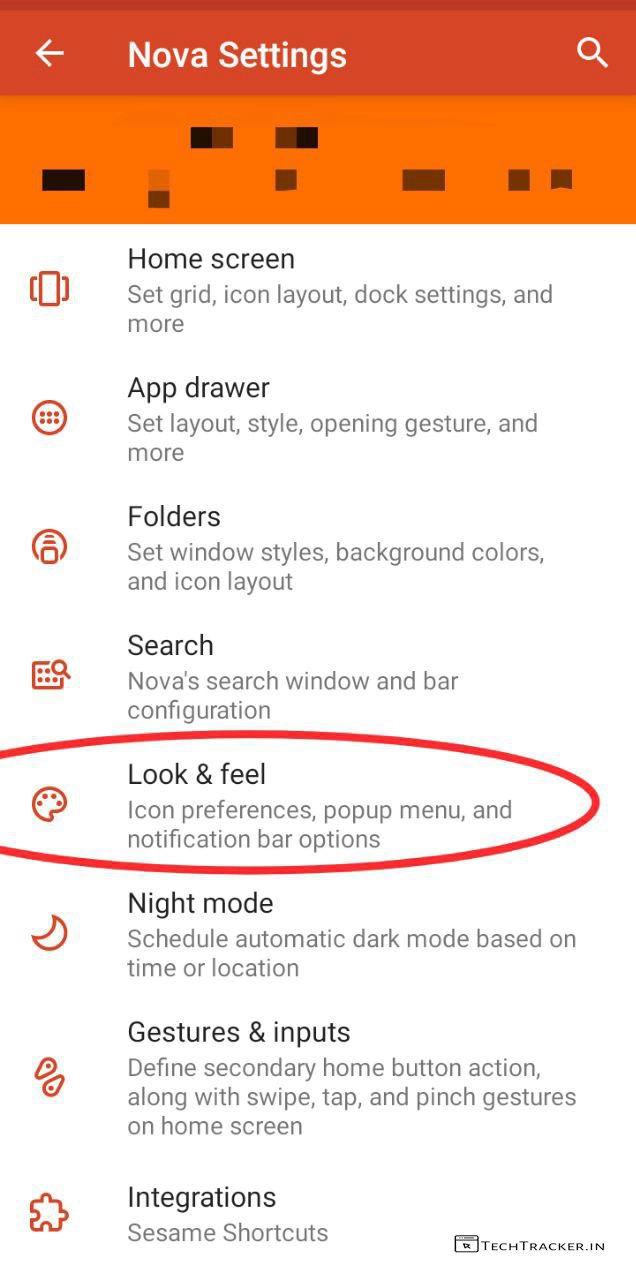 Nova Settings
Home screen
Set grid, icon layout, dock settings, and
more
App drawer
Set layout, style, opening gesture, and
more
Folders
Set window styles, background colors,
and icon layout
Search
Nova's search window and bar
configuration
Look & feel
Icon preferences, popup menu, and
notification bar options
Night mode
Schedule automatic dark mode based on
time or location
Gestures & inputs
Define secondary home button action,
along with swipe, tap, and pinch gestures
on home screen
Integrations
Sesame Shortcuts
TECHTRACKER.IN